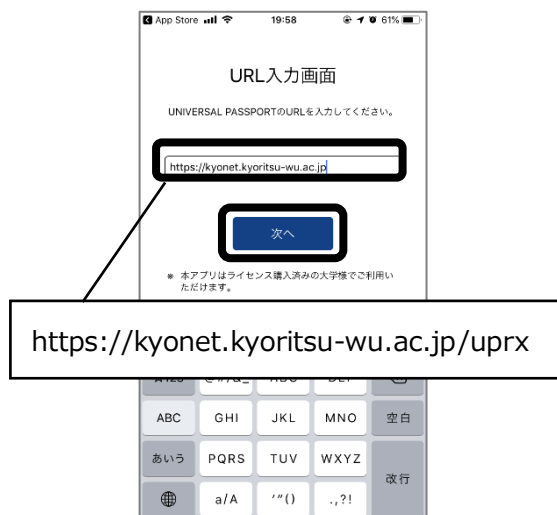 App Store 19:58 61%
URL入力画面
UNIVERSAL PASSPORTのURLを入力してください。
https://kyonet.kyoritsu-wu.ac.jp
次へ
※ 本アプリはライセンス購入済みの大学様でご利用い
ただけます。
https://kyonet.kyoritsu-wu.ac.jp/uprx
ABC GHI JKL MNO 空白
あいう PQRS TUV WXYZ
改行
a/A '"() .,?!